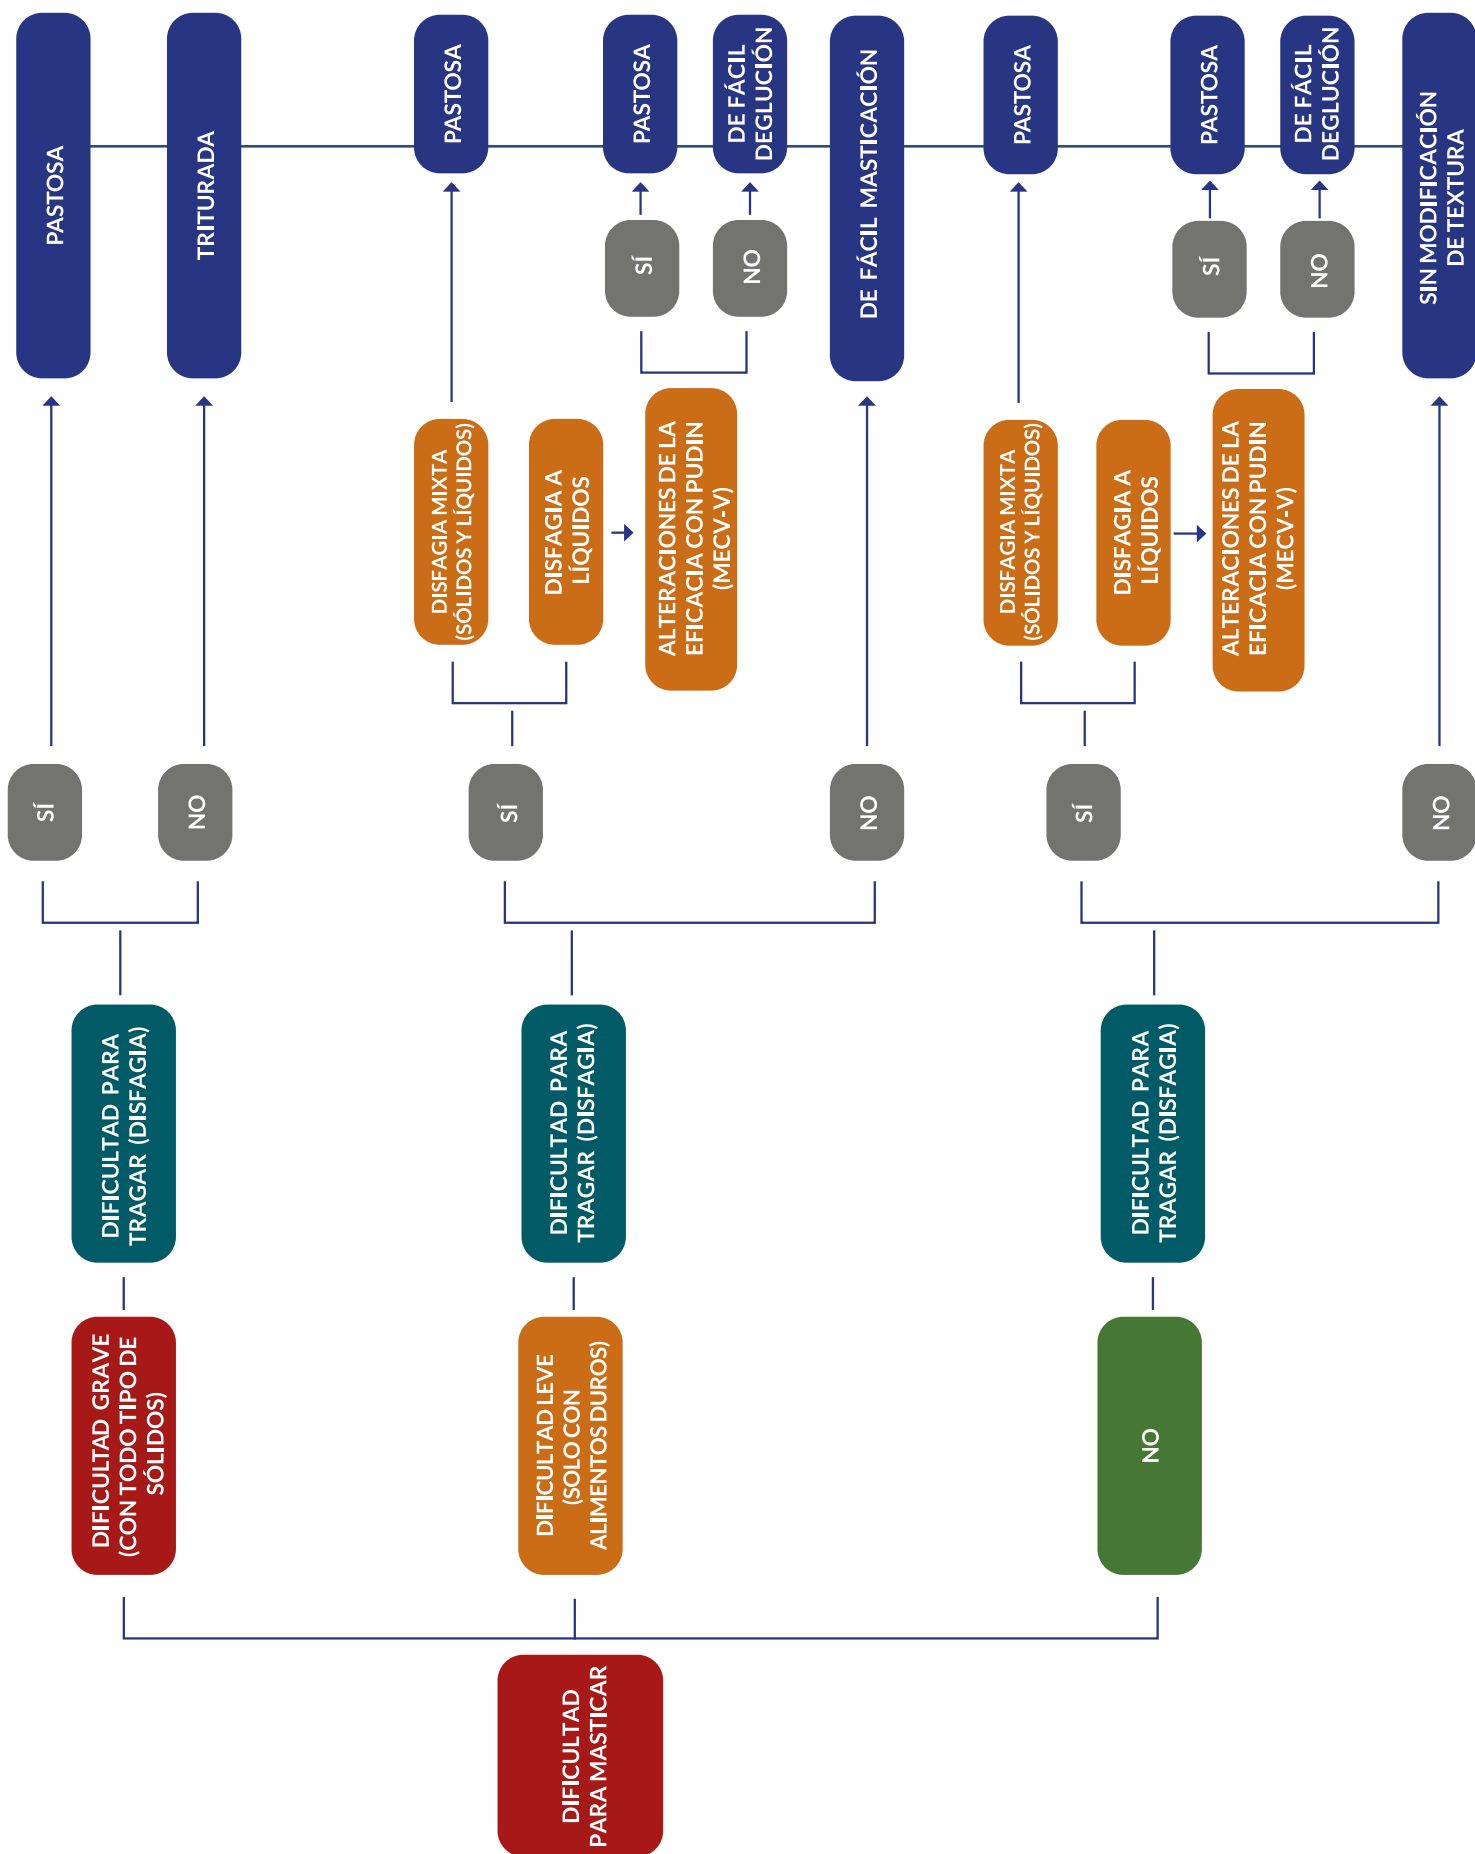 DIFICULTAD
PARA MASTICAR
DIFICULTAD GRAVE
(CON TODO TIPO DE
SÓLIDOS)
DIFICULTAD PARA
TRAGAR (DISFAGIA)
SÍ
PASTOSA
NO
TRITURADA
DIFICULTAD LEVE
(SOLO CON
ALIMENTOS DUROS)
DIFICULTAD PARA
TRAGAR (DISFAGIA)
SÍ
DISFAGIA MIXTA
(SÓLIDOS Y LÍQUIDOS)
PASTOSA
DISFAGIA A
LÍQUIDOS
ALTERACIONES DE LA
EFICACIA CON PUDIN
(MECV-V)
SÍ
PASTOSA
NO
DE FÁCIL
DEGLUCIÓN
NO
DE FÁCIL MASTICACIÓN
NO
DIFICULTAD PARA
TRAGAR (DISFAGIA)
SÍ
DISFAGIA MIXTA
(SÓLIDOS Y LÍQUIDOS)
PASTOSA
DISFAGIA A
LÍQUIDOS
ALTERACIONES DE LA
EFICACIA CON PUDIN
(MECV-V)
SÍ
PASTOSA
NO
DE FÁCIL
DEGLUCIÓN
NO
SIN MODIFICACIÓN
DE TEXTURA